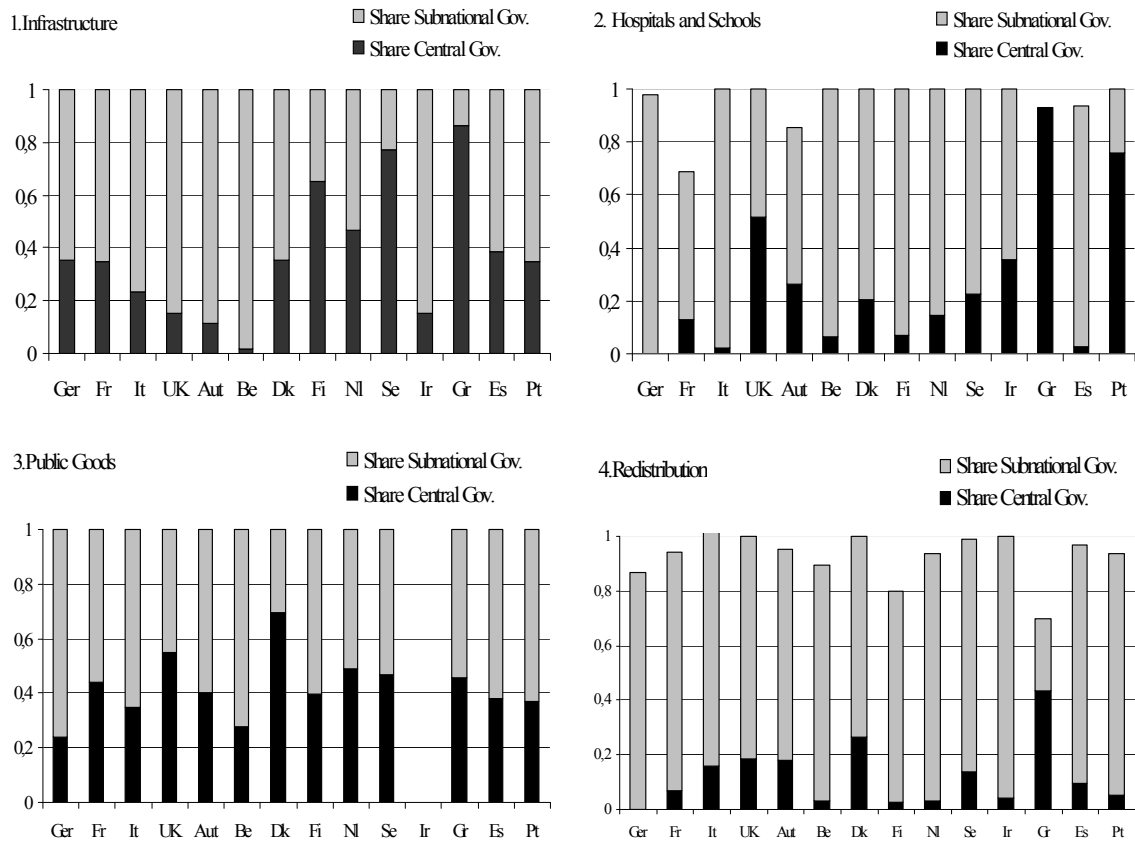 1.Infrastructure
Share Subnational Gov.
Share Central Gov.
1
0,8
0,6
0,4
0,2
0
Ger Fr It UK Aut Be Dk Fi Nl Se Ir Gr Es Pt
2. Hospitals and Schools
Share Subnational Gov.
Share Central Gov.
1
0,8
0,6
0,4
0,2
0
Ger Fr It UK Aut Be Dk Fi Nl Se Ir Gr Es Pt
3.Public Goods
Share Subnational Gov.
Share Central Gov.
1
0,8
0,6
0,4
0,2
0
Ger Fr It UK Aut Be Dk Fi Nl Se Ir Gr Es Pt
4.Redistribution
Share Subnational Gov.
Share Central Gov.
1
0,8
0,6
0,4
0,2
0
Ger Fr It UK Aut Be Dk Fi Nl Se Ir Gr Es Pt